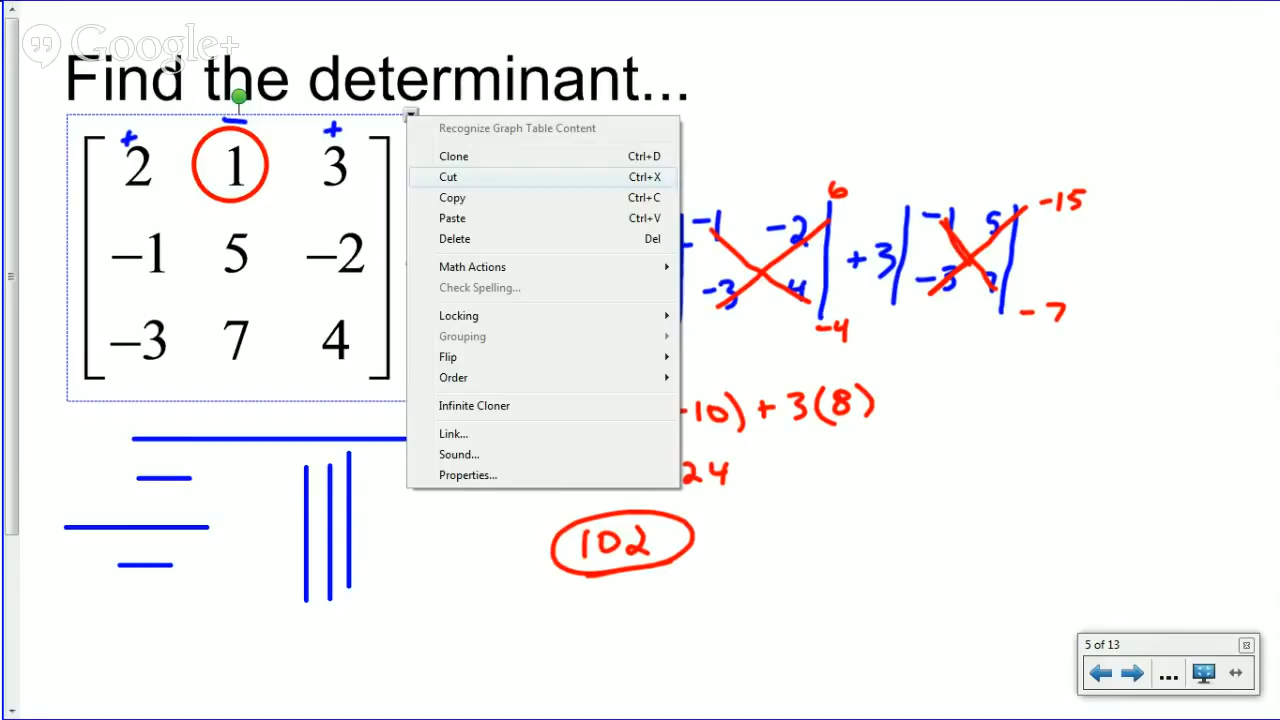 Google+
Find the determinant...
+ − +
2 1 3
−1 5 −2
−3 7 4
Recognize Graph Table Content
Clone Ctrl+D
Cut Ctrl+X
Copy Ctrl+C
Paste Ctrl+V
Delete Del
Math Actions
Check Spelling...
Locking
Grouping
Flip
Order
Infinite Cloner
Link...
Sound...
Properties...
6 -15
-1 -2 + 3 -1 5
-3 4 -3 7
-4 -7
-10) + 3(8)
24
102
5 of 13
...